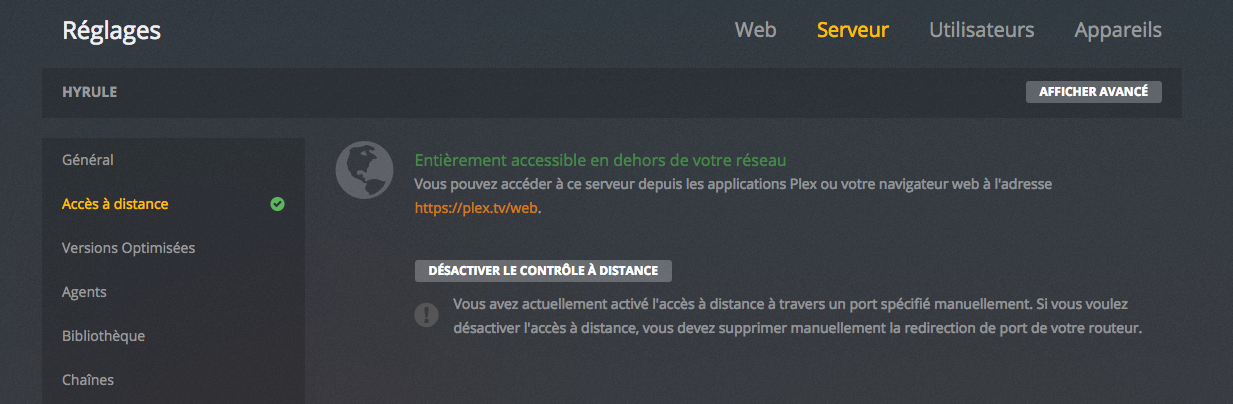 Réglages
Web Serveur Utilisateurs Appareils
HYRULE
AFFICHER AVANCÉ
Général
Accès à distance
Versions Optimisées
Agents
Bibliothèque
Chaînes
Entièrement accessible en dehors de votre réseau
Vous pouvez accéder à ce serveur depuis les applications Plex ou votre navigateur web à l'adresse
https://plex.tv/web.
DÉSACTIVER LE CONTRÔLE À DISTANCE
Vous avez actuellement activé l'accès à distance à travers un port spécifié manuellement. Si vous voulez
désactiver l'accès à distance, vous devez supprimer manuellement la redirection de port de votre routeur.